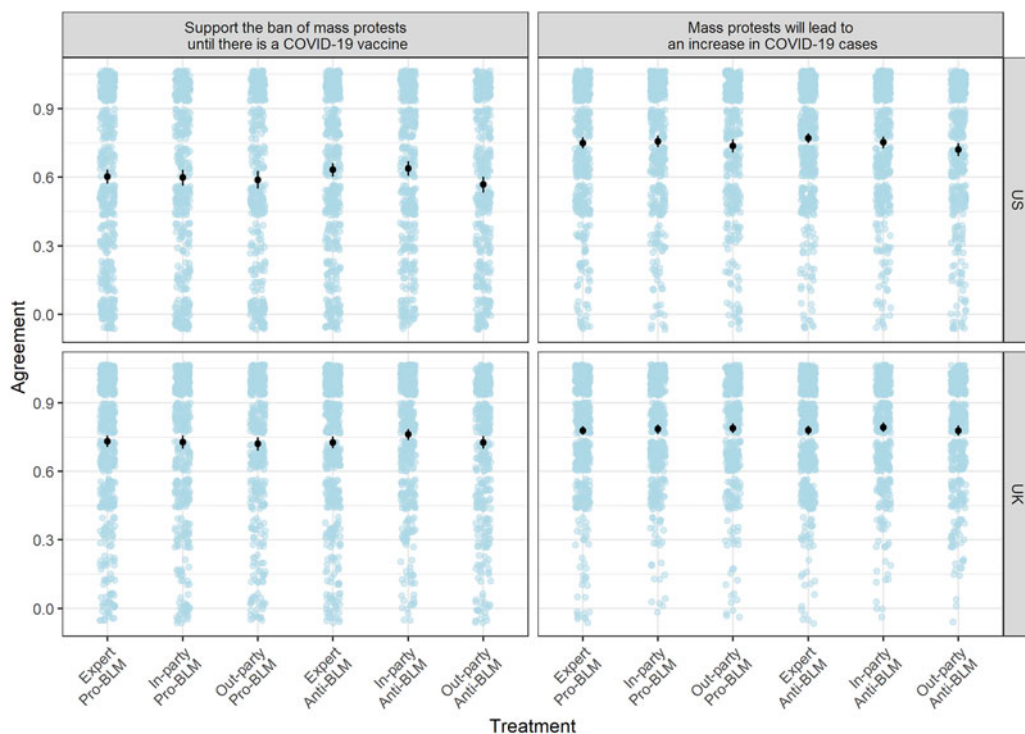 Support the ban of mass protests
until there is a COVID-19 vaccine
Mass protests will lead to
an increase in COVID-19 cases
Agreement
0.9
0.6
0.3
0.0
US
0.9
0.6
0.3
0.0
UK
Expert
Pro-BLM
In-party
Pro-BLM
Out-party
Pro-BLM
Expert
Anti-BLM
In-party
Anti-BLM
Out-party
Anti-BLM
Expert
Pro-BLM
In-party
Pro-BLM
Out-party
Pro-BLM
Expert
Anti-BLM
In-party
Anti-BLM
Out-party
Anti-BLM
Treatment